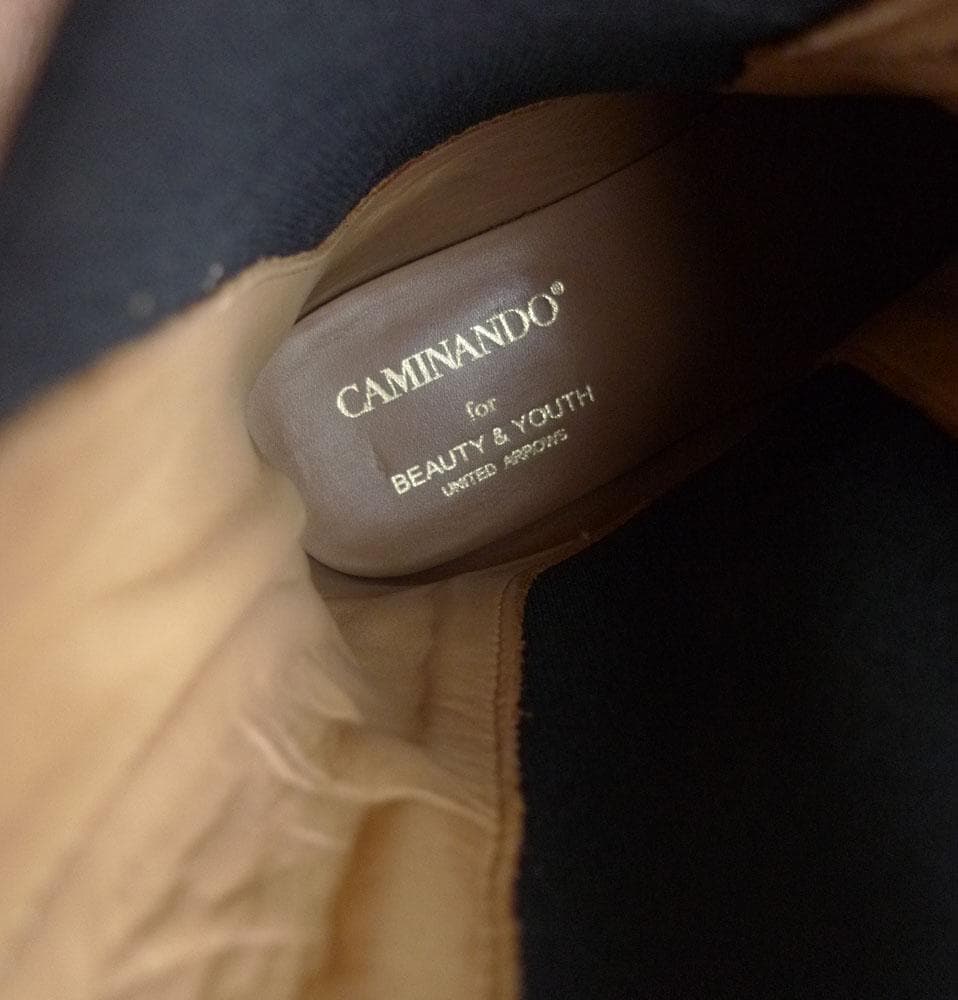 CAMINANDO®
for
BEAUTY & YOUTH
UNITED ARROWS